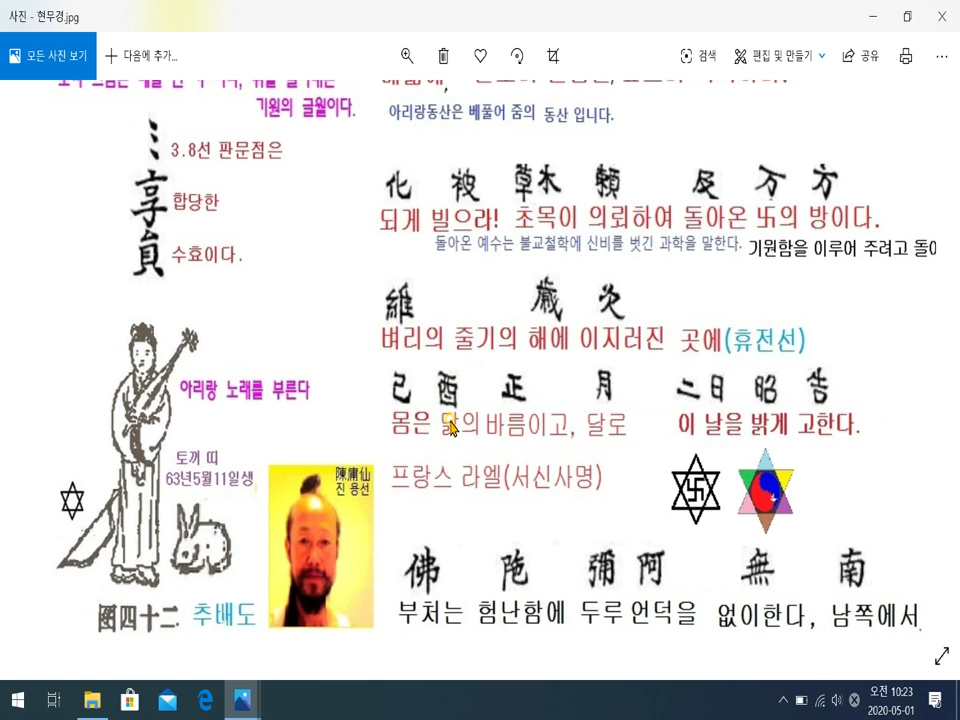 사진 - 현무경.jpg
모든 사진 보기 다음에 추가... 검색 편집 및 만들기 공유
기원의 글월이다.
아리랑동산은 베풀어 줌의 동산 입니다.
三 3.8선 판문점은
享 합당한
員 수효이다.
化 被 草木 賴 及 万 方
되게 빌으라! 초목이 의뢰하여 돌아온 卐의 방이다.
돌아온 예수는 불교철학에 신비를 벗긴 과학을 말한다. 기원함을 이루어 주려고
維 歲 次
벼리의 줄기의 해에 이지러진 곳에(휴전선)
己 酉 正 月 二日 昭 告
몸은 닭의 바름이고, 달로 이 날을 밝게 고한다.
프랑스 라엘(서신사명)
卐
아리랑 노래를 부른다
토끼 띠
63년5월11일생
陳庸仙
진 용선
圖四十二 추배도
佛 陁 彌 阿 無 南
부처는 험난함에 두루 언덕을 없이한다, 남쪽에서
오전 10:23
2020-05-01